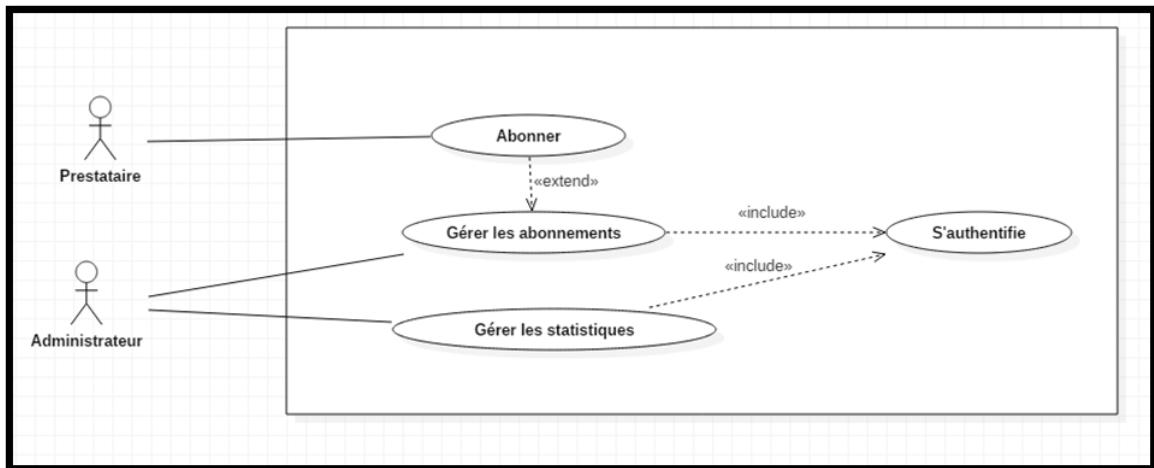 Abonner
Prestataire
«extend»
«include»
Gérer les abonnements
S'authentifie
«include»
Administrateur
Gérer les statistiques